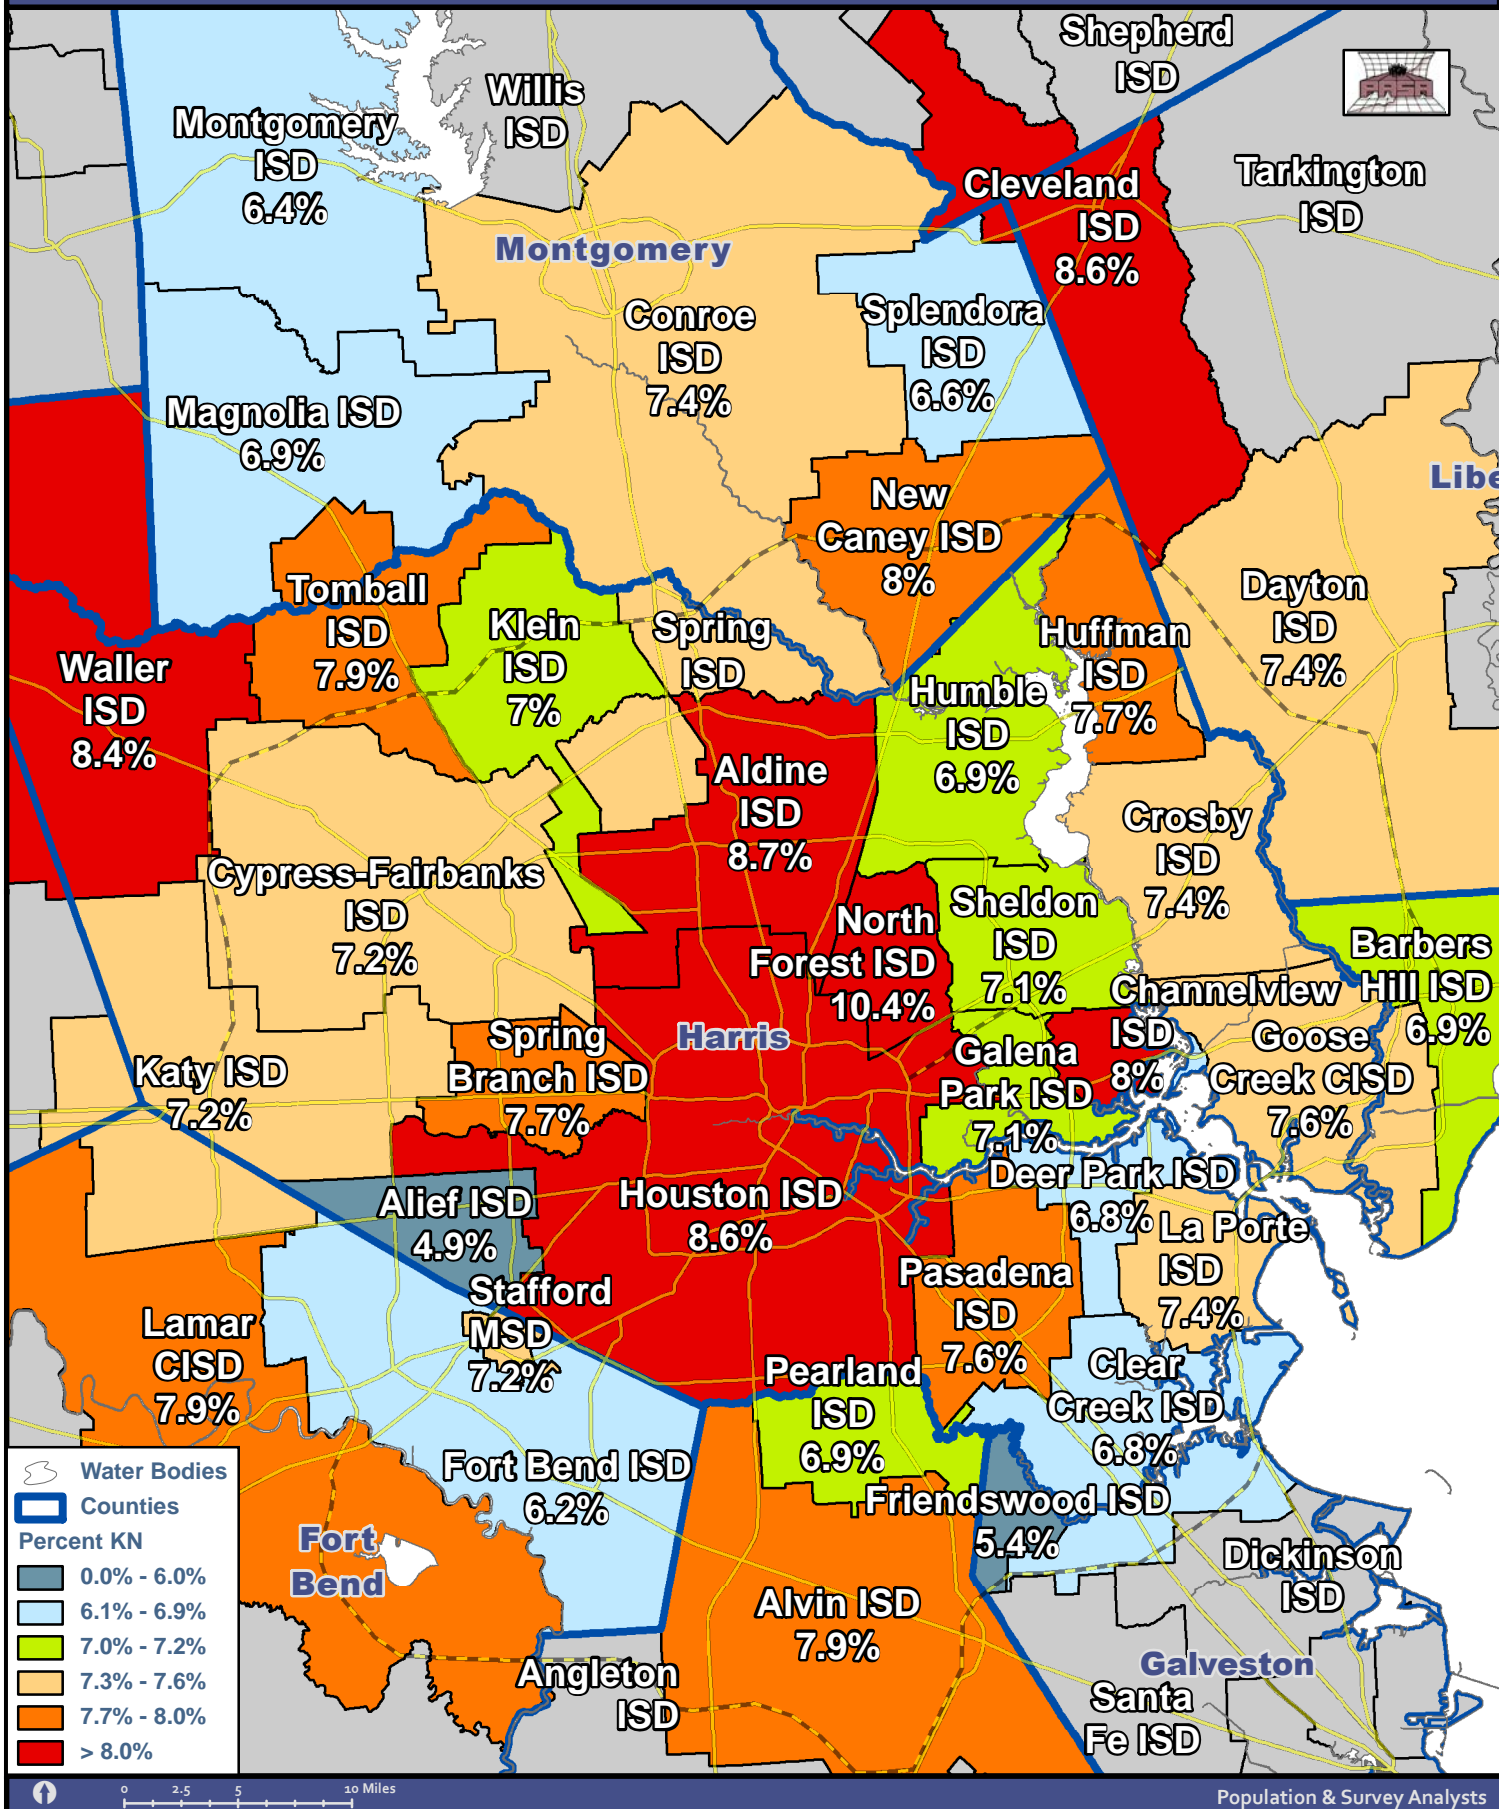 Shepherd
ISD
PASA
Willis
ISD
Montgomery
ISD
6.4%
Tarkington
ISD
Cleveland
ISD
8.6%
Montgomery
Conroe
ISD
7.4%
Splendora
ISD
6.6%
Magnolia ISD
6.9%
Libe
New
Caney ISD
8%
Tomball
ISD
7.9%
Klein
ISD
7%
Spring
ISD
Huffman
ISD
7.7%
Dayton
ISD
7.4%
Waller
ISD
8.4%
Humble
ISD
6.9%
Aldine
ISD
8.7%
Crosby
ISD
7.4%
Cypress-Fairbanks
ISD
7.2%
North
Forest ISD
10.4%
Sheldon
ISD
7.1%
Barbers
Hill ISD
6.9%
Channelview
ISD
8%
Harris
Spring
Branch ISD
7.7%
Galena
Park ISD
7.1%
Goose
Creek CISD
7.6%
Katy ISD
7.2%
Deer Park ISD
6.8%
Alief ISD
4.9%
Houston ISD
8.6%
La Porte
ISD
7.4%
Stafford
MSD
7.2%
Pasadena
ISD
7.6%
Lamar
CISD
7.9%
Pearland
ISD
6.9%
Clear
Creek ISD
6.8%
Fort Bend ISD
6.2%
Friendswood ISD
5.4%
Fort
Bend
Dickinson
ISD
Alvin ISD
7.9%
Galveston
Angleton
ISD
Santa
Fe ISD
Water Bodies
Counties
Percent KN
0.0% - 6.0%
6.1% - 6.9%
7.0% - 7.2%
7.3% - 7.6%
7.7% - 8.0%
> 8.0%
0 2.5 5 10 Miles
Population & Survey Analysts